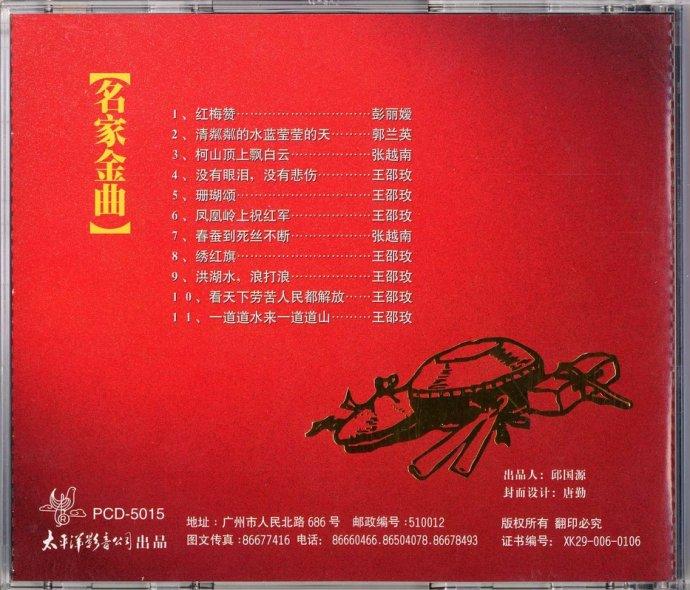 【名家金曲】
1、红梅赞……………………………彭丽嫒
2、清粼粼的水蓝莹莹的天………郭兰英
3、柯山顶上飘白云………………张越南
4、没有眼泪，没有悲伤…………王邵玫
5、珊瑚颂…………………………王邵玫
6、凤凰岭上祝红军………………王邵玫
7、春蚕到死丝不断………………张越南
8、绣红旗…………………………王邵玫
9、洪湖水，浪打浪………………王邵玫
10、看天下劳苦人民都解放……王邵玫
11、一道道水来一道道山………王邵玫
出品人：邱国源
封面设计：唐勤
PCD-5015
太平洋影音公司出品
地址：广州市人民北路 686 号 邮政编号:510012
图文传真:86677416 电话: 86660466.86504078.86678493
版权所有 翻印必究
证书编号: XK29-006-0106